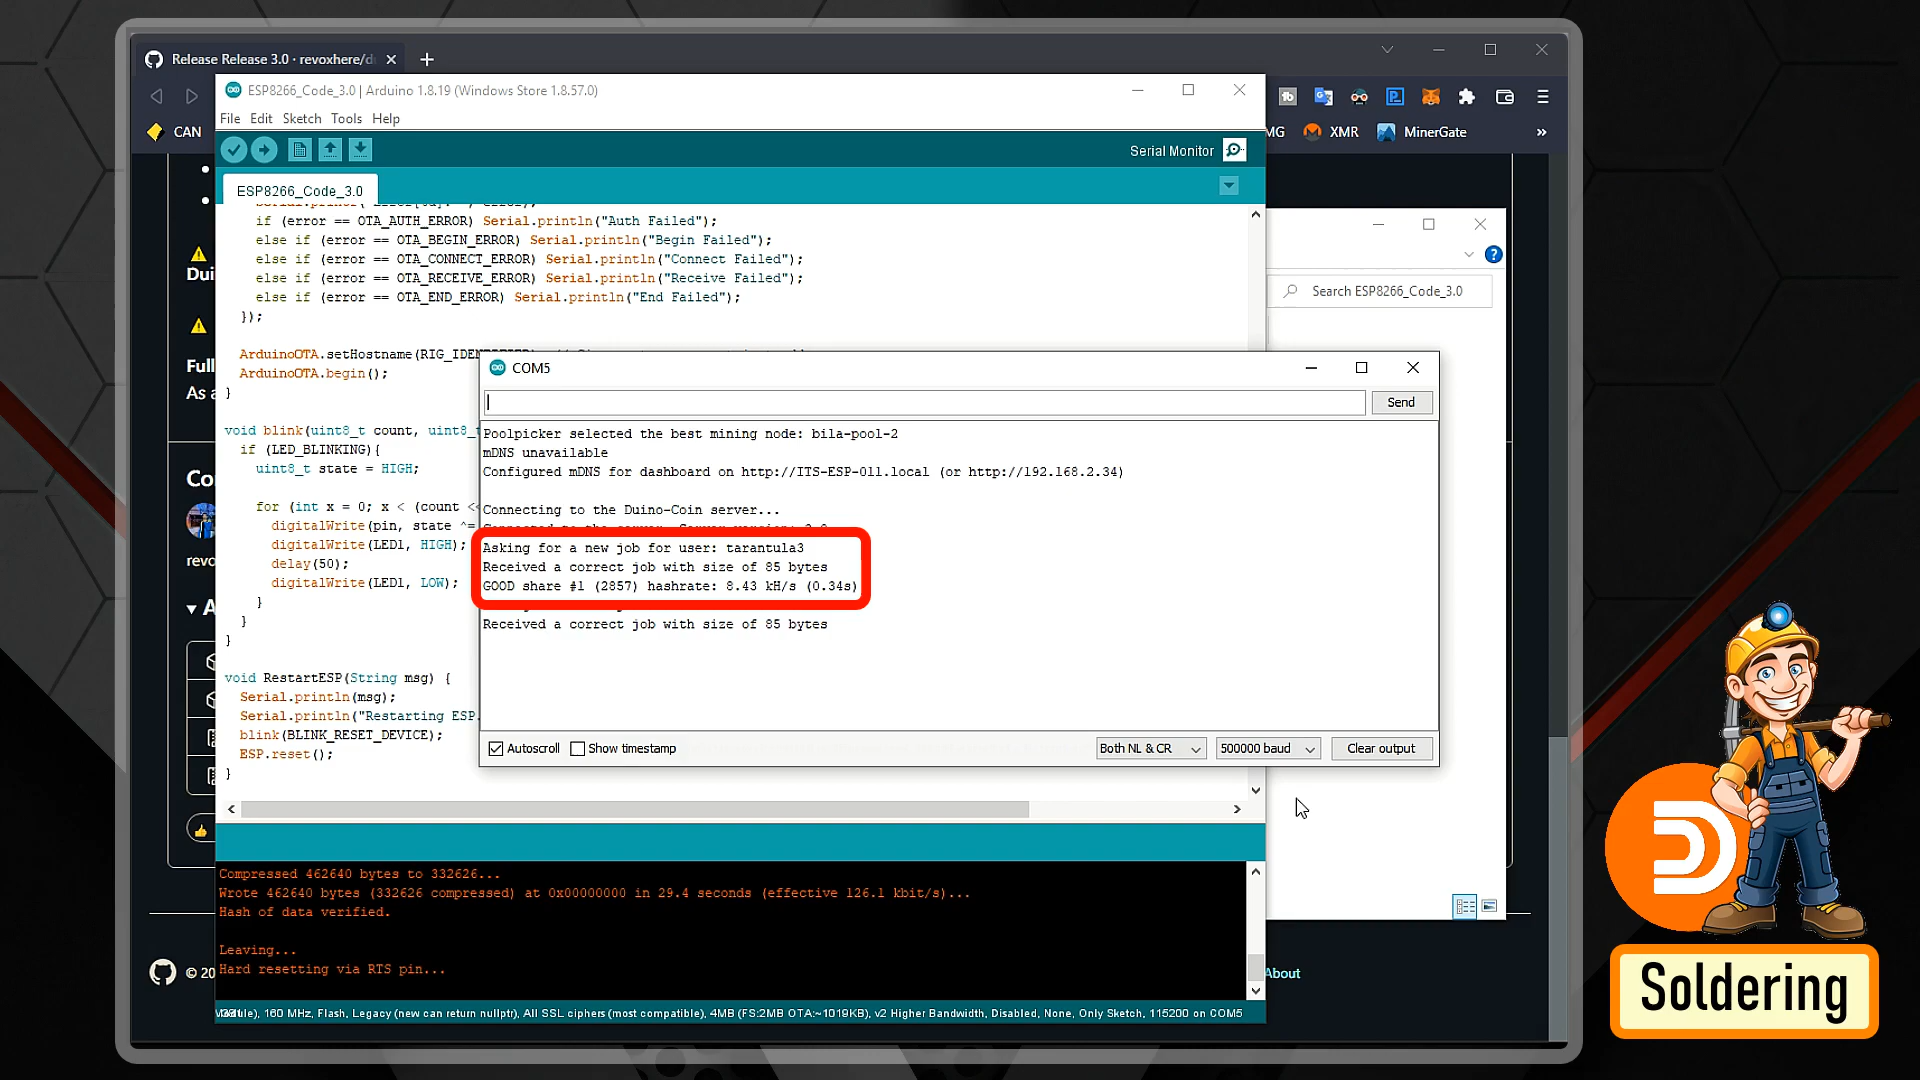 Release Release 3.0 · revoxhere/d
ESP8266_Code_3.0 | Arduino 1.8.19 (Windows Store 1.8.57.0)
File Edit Sketch Tools Help
CAN
MG XMR MinerGate »
Serial Monitor
ESP8266_Code_3.0
if (error == OTA_AUTH_ERROR) Serial.println("Auth Failed");
else if (error == OTA_BEGIN_ERROR) Serial.println("Begin Failed");
else if (error == OTA_CONNECT_ERROR) Serial.println("Connect Failed");
else if (error == OTA_RECEIVE_ERROR) Serial.println("Receive Failed");
else if (error == OTA_END_ERROR) Serial.println("End Failed");
});
Search ESP8266_Code_3.0
Dui
Full
As a
Co
revo
A
ArduinoOTA.setHostname(RIG_IDENTIFIER)
ArduinoOTA.begin();
}
void blink(uint8_t count, uint8_t
if (LED_BLINKING){
uint8_t state = HIGH;
for (int x = 0; x < (count <<
digitalWrite(pin, state ^=
digitalWrite(LED1, HIGH);
delay(50);
digitalWrite(LED1, LOW);
}
}
}
void RestartESP(String msg) {
Serial.println(msg);
Serial.println("Restarting ESP.
blink(BLINK_RESET_DEVICE);
ESP.reset();
}
COM5
Send
Poolpicker selected the best mining node: bila-pool-2
mDNS unavailable
Configured mDNS for dashboard on http://ITS-ESP-011.local (or http://192.168.2.34)
Connecting to the Duino-Coin server...
Asking for a new job for user: tarantula3
Received a correct job with size of 85 bytes
GOOD share #1 (2857) hashrate: 8.43 kH/s (0.34s)
Received a correct job with size of 85 bytes
Autoscroll Show timestamp Both NL & CR 500000 baud Clear output
Compressed 462640 bytes to 332626...
Wrote 462640 bytes (332626 compressed) at 0x00000000 in 29.4 seconds (effective 126.1 kbit/s)...
Hash of data verified.
Leaving...
Hard resetting via RTS pin...
© 20
About
160 MHz, Flash, Legacy (new can return nullptr), All SSL ciphers (most compatible), 4MB (FS:2MB OTA:~1019KB), v2 Higher Bandwidth, Disabled, None, Only Sketch, 115200 on COM5
Soldering